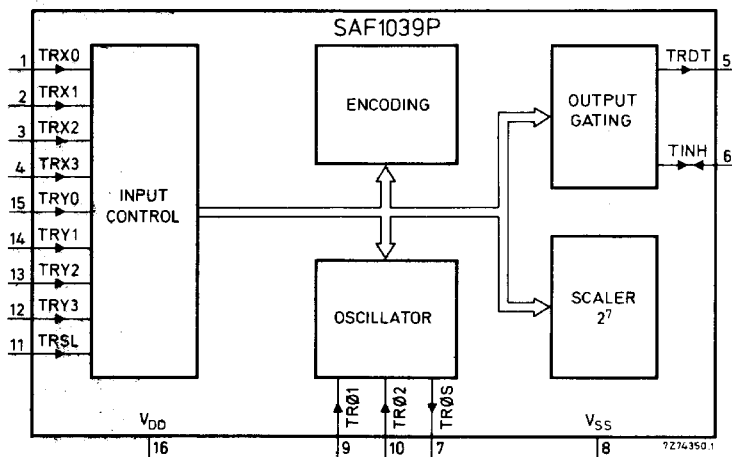 SAF1039P
1 TRX0
2 TRX1
3 TRX2
4 TRX3
15 TRY0
14 TRY1
13 TRY2
12 TRY3
11 TRSL
INPUT
CONTROL
ENCODING
OSCILLATOR
OUTPUT
GATING
SCALER
2⁷
TRDT 5
TINH 6
TRØ1
TRØ2
TRØS
V_DD
V_SS
16
9
10
7
8
7Z74350.1